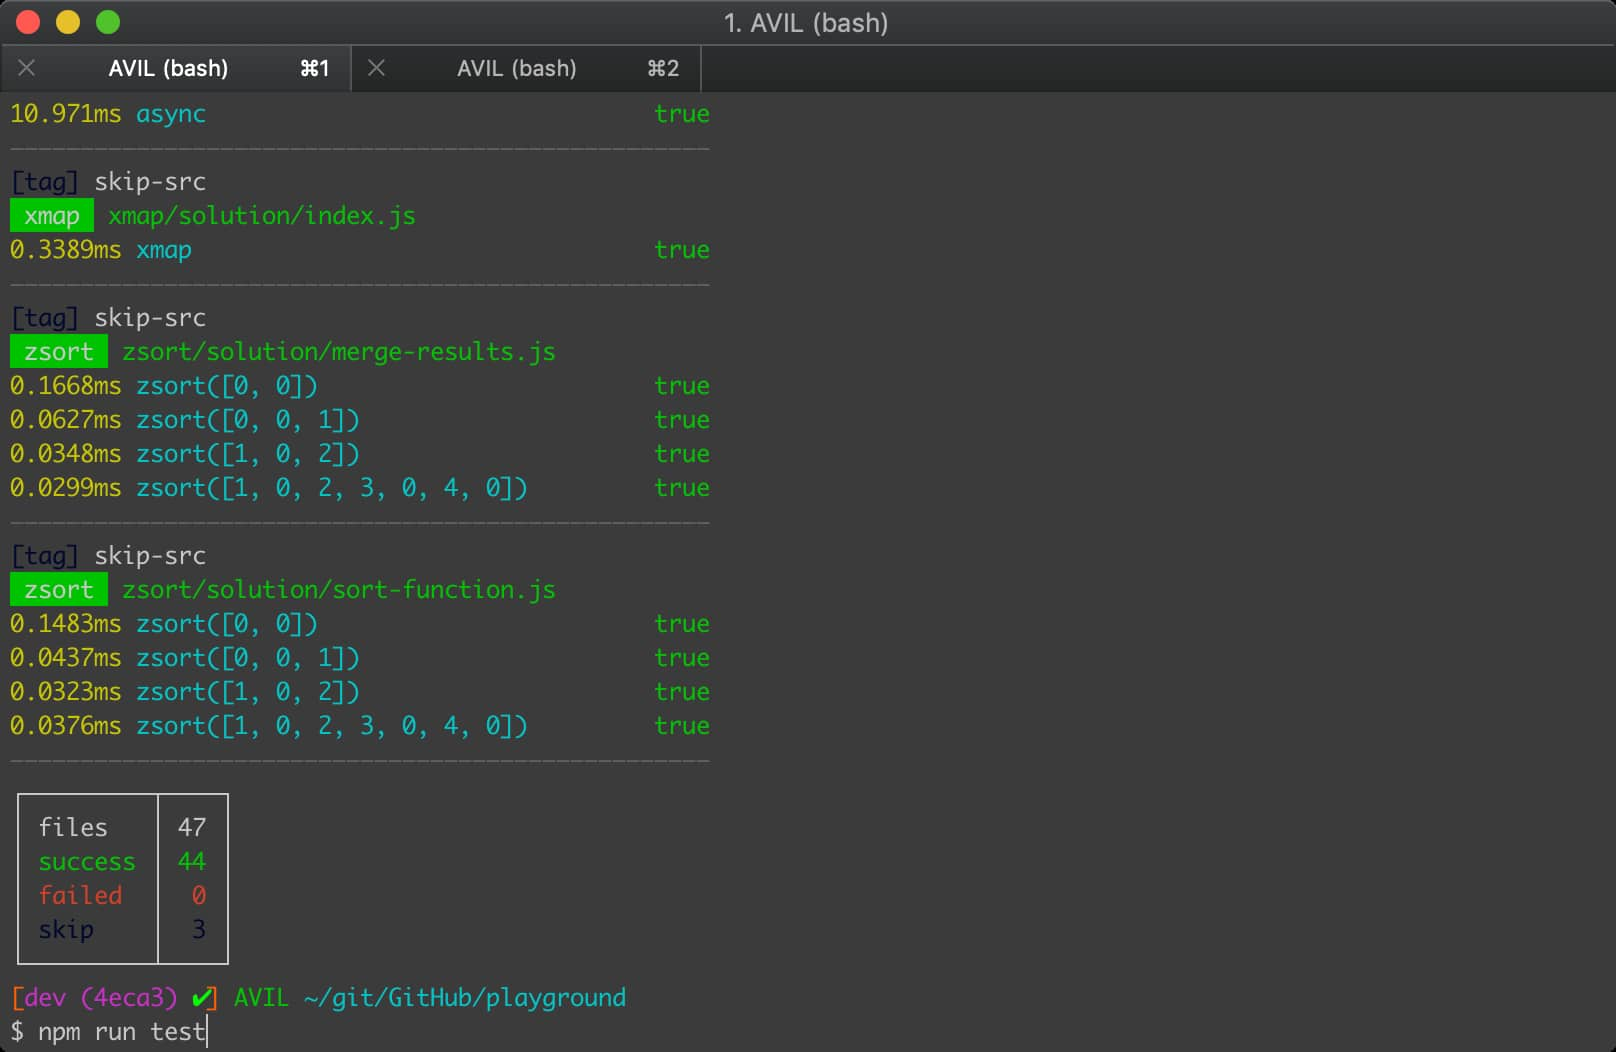 1. AVIL (bash)
AVIL (bash) ⌘1 AVIL (bash) ⌘2
10.971ms async true
[tag] skip-src
xmap xmap/solution/index.js
0.3389ms xmap true
[tag] skip-src
zsort zsort/solution/merge-results.js
0.1668ms zsort([0, 0]) true
0.0627ms zsort([0, 0, 1]) true
0.0348ms zsort([1, 0, 2]) true
0.0299ms zsort([1, 0, 2, 3, 0, 4, 0]) true
[tag] skip-src
zsort zsort/solution/sort-function.js
0.1483ms zsort([0, 0]) true
0.0437ms zsort([0, 0, 1]) true
0.0323ms zsort([1, 0, 2]) true
0.0376ms zsort([1, 0, 2, 3, 0, 4, 0]) true
files 47
success 44
failed 0
skip 3
[dev (4eca3) ✔] AVIL ~/git/GitHub/playground
$ npm run test